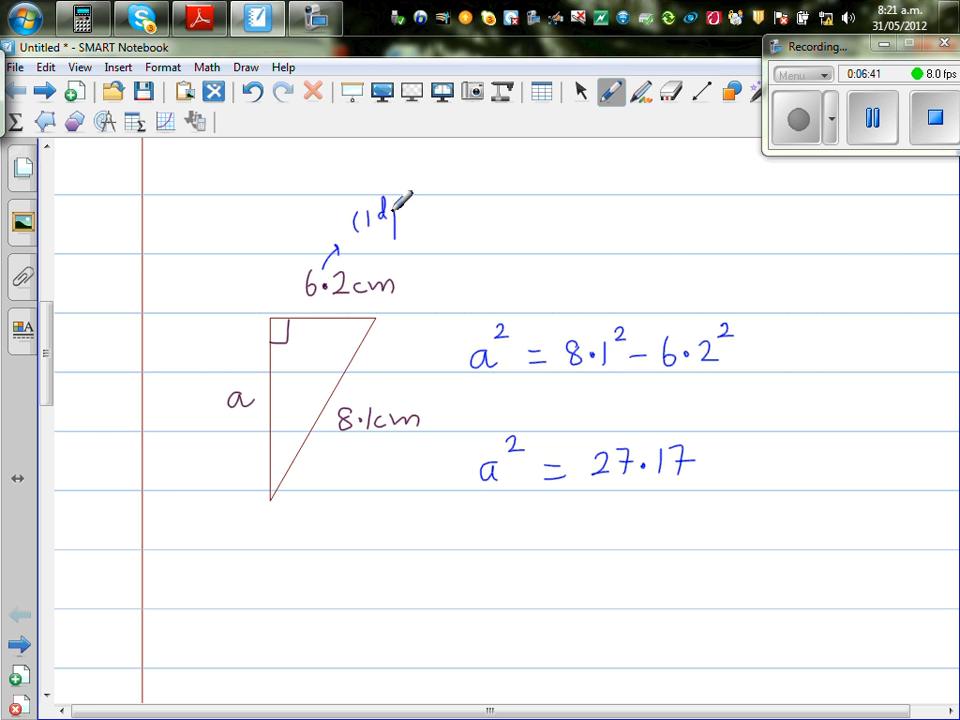 8:21 a.m.
31/05/2012
Untitled * - SMART Notebook
Recording...
File Edit View Insert Format Math Draw Help
Menu
0:06:41
8.0 fps
(1dp
6.2cm
a² = 8.1² - 6.2²
a
8.1cm
a² = 27.17